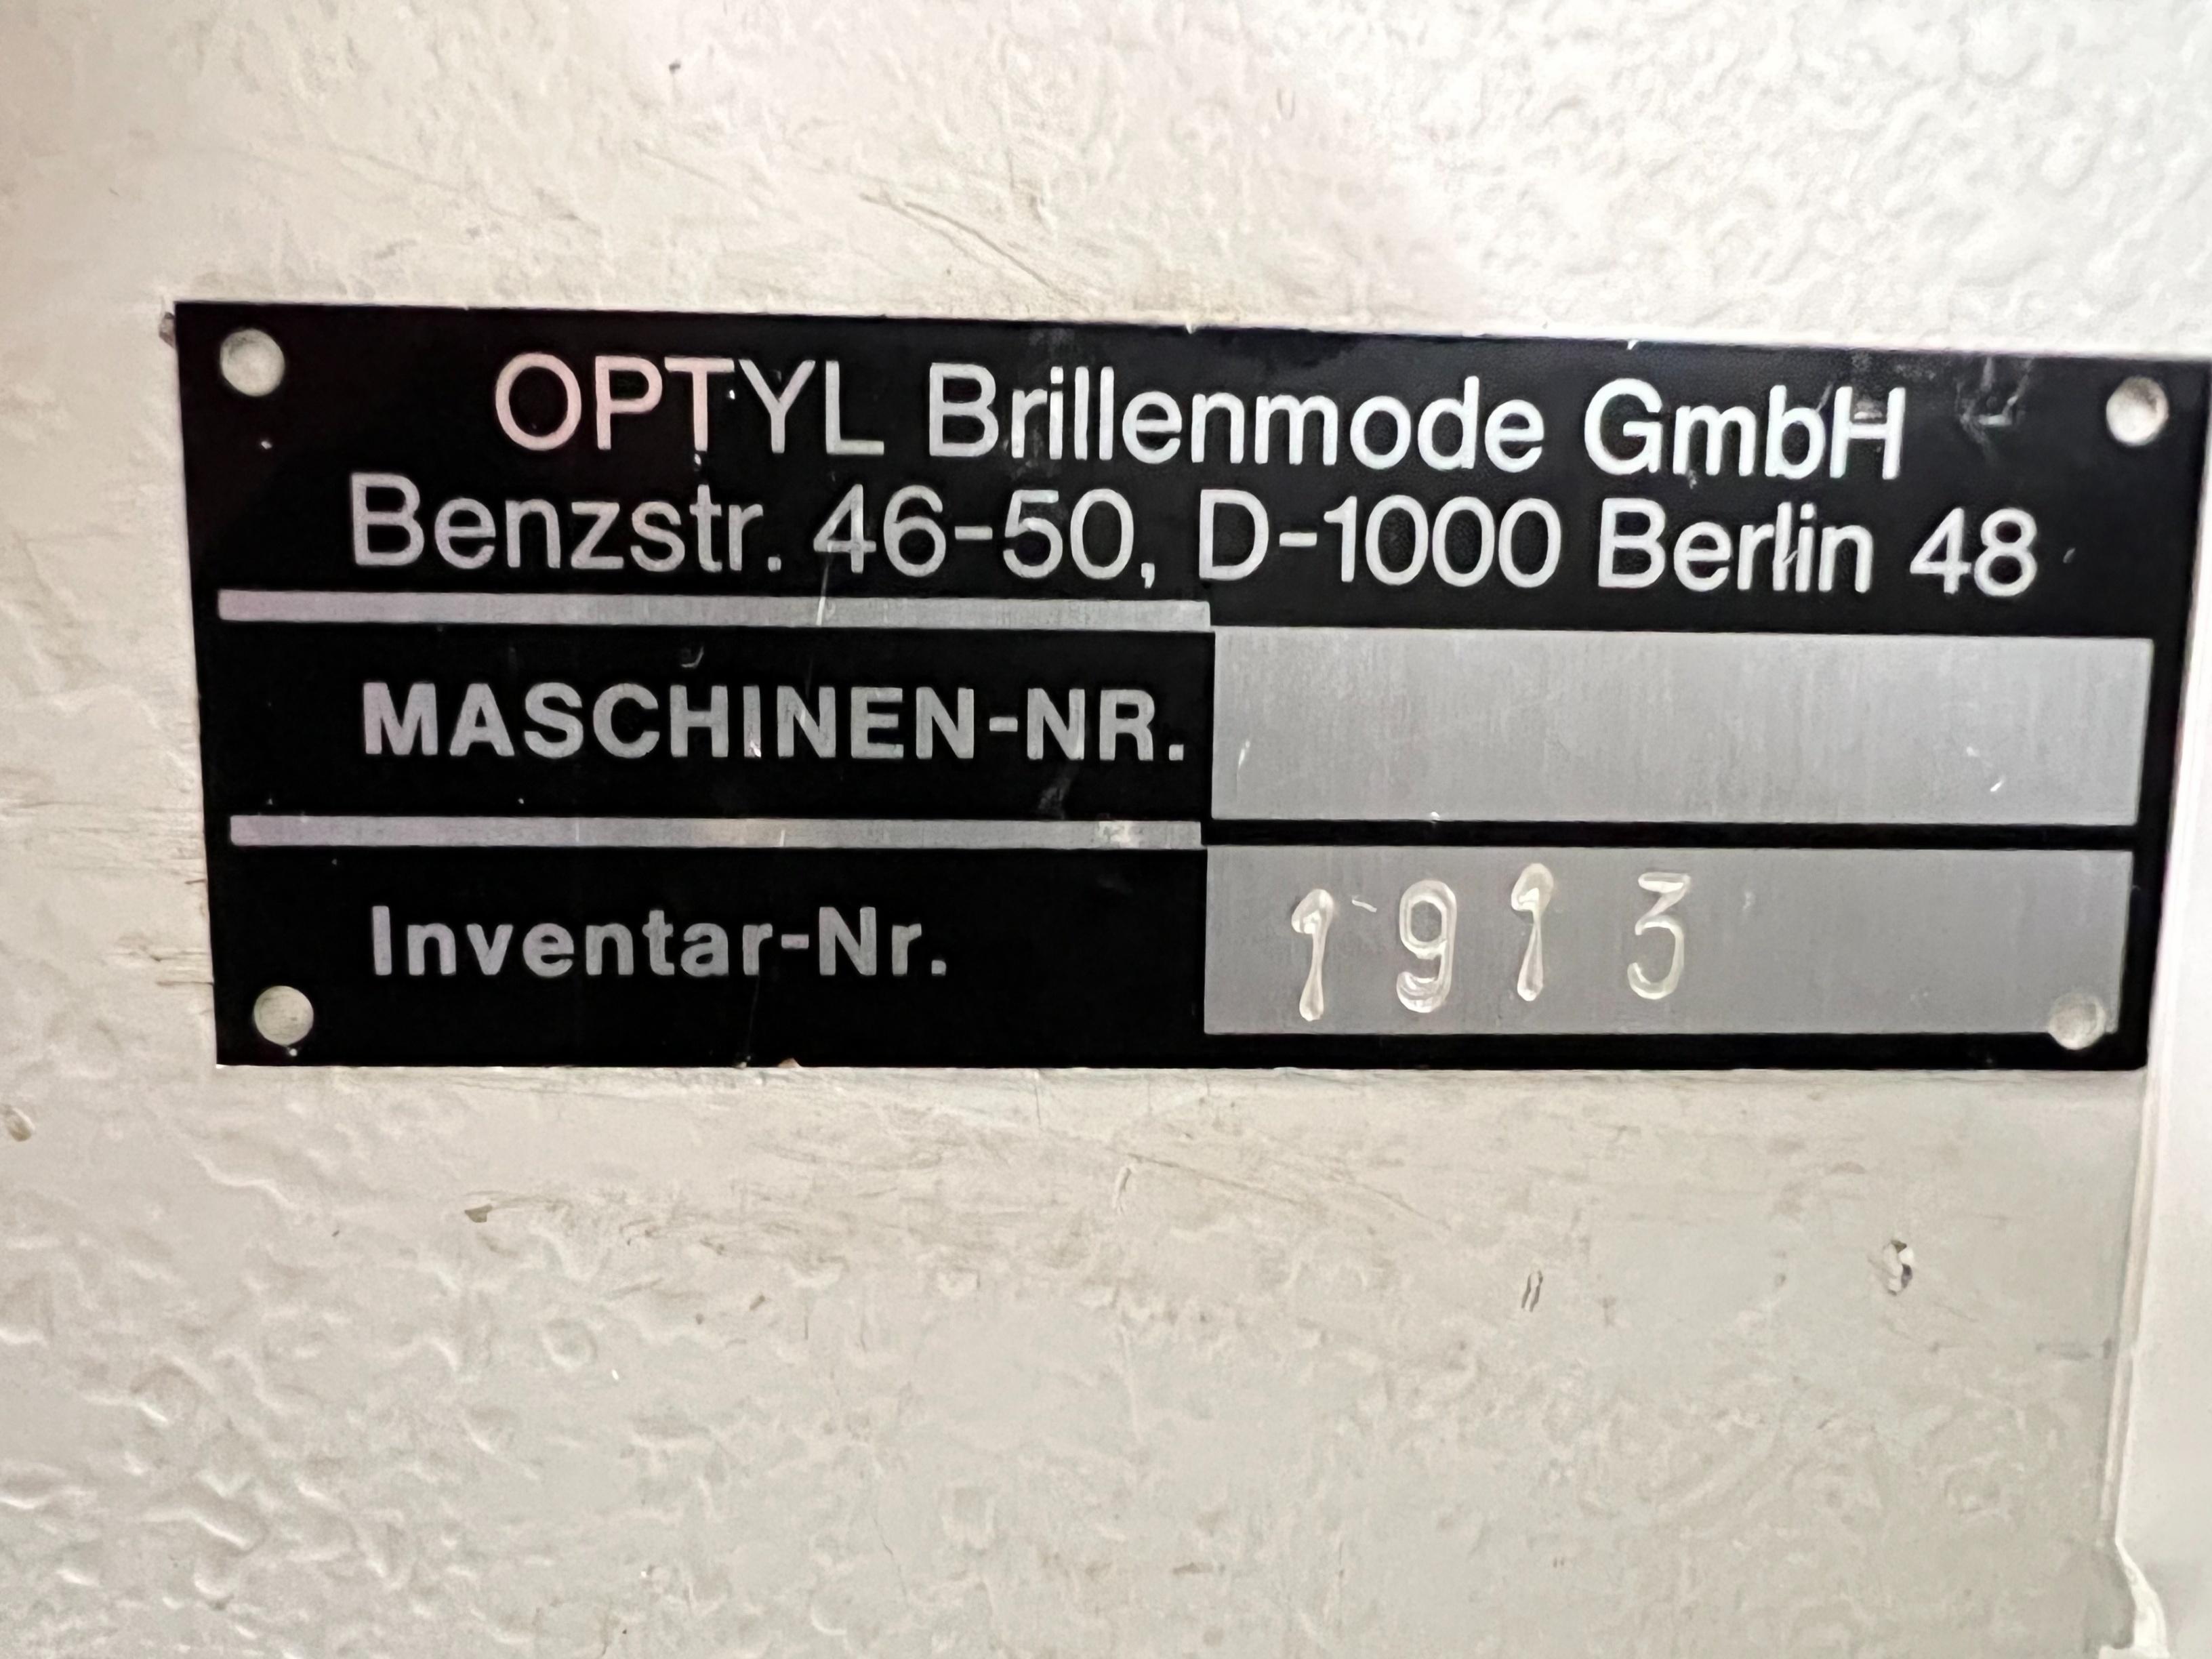 OPTYL Brillenmode GmbH
Benzstr. 46-50, D-1000 Berlin 48
MASCHINEN-NR.
Inventar-Nr. 1913